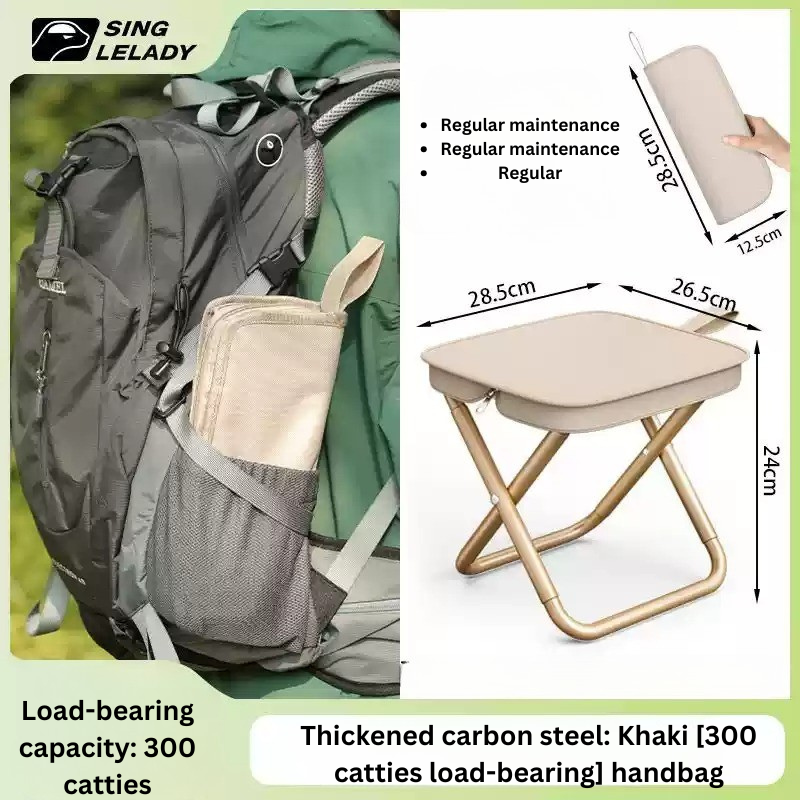 SING
LELADY
• Regular maintenance
• Regular maintenance
• Regular
28.5cm
12.5cm
28.5cm
26.5cm
24cm
Load-bearing
capacity: 300
catties
Thickened carbon steel: Khaki [300
catties load-bearing] handbag